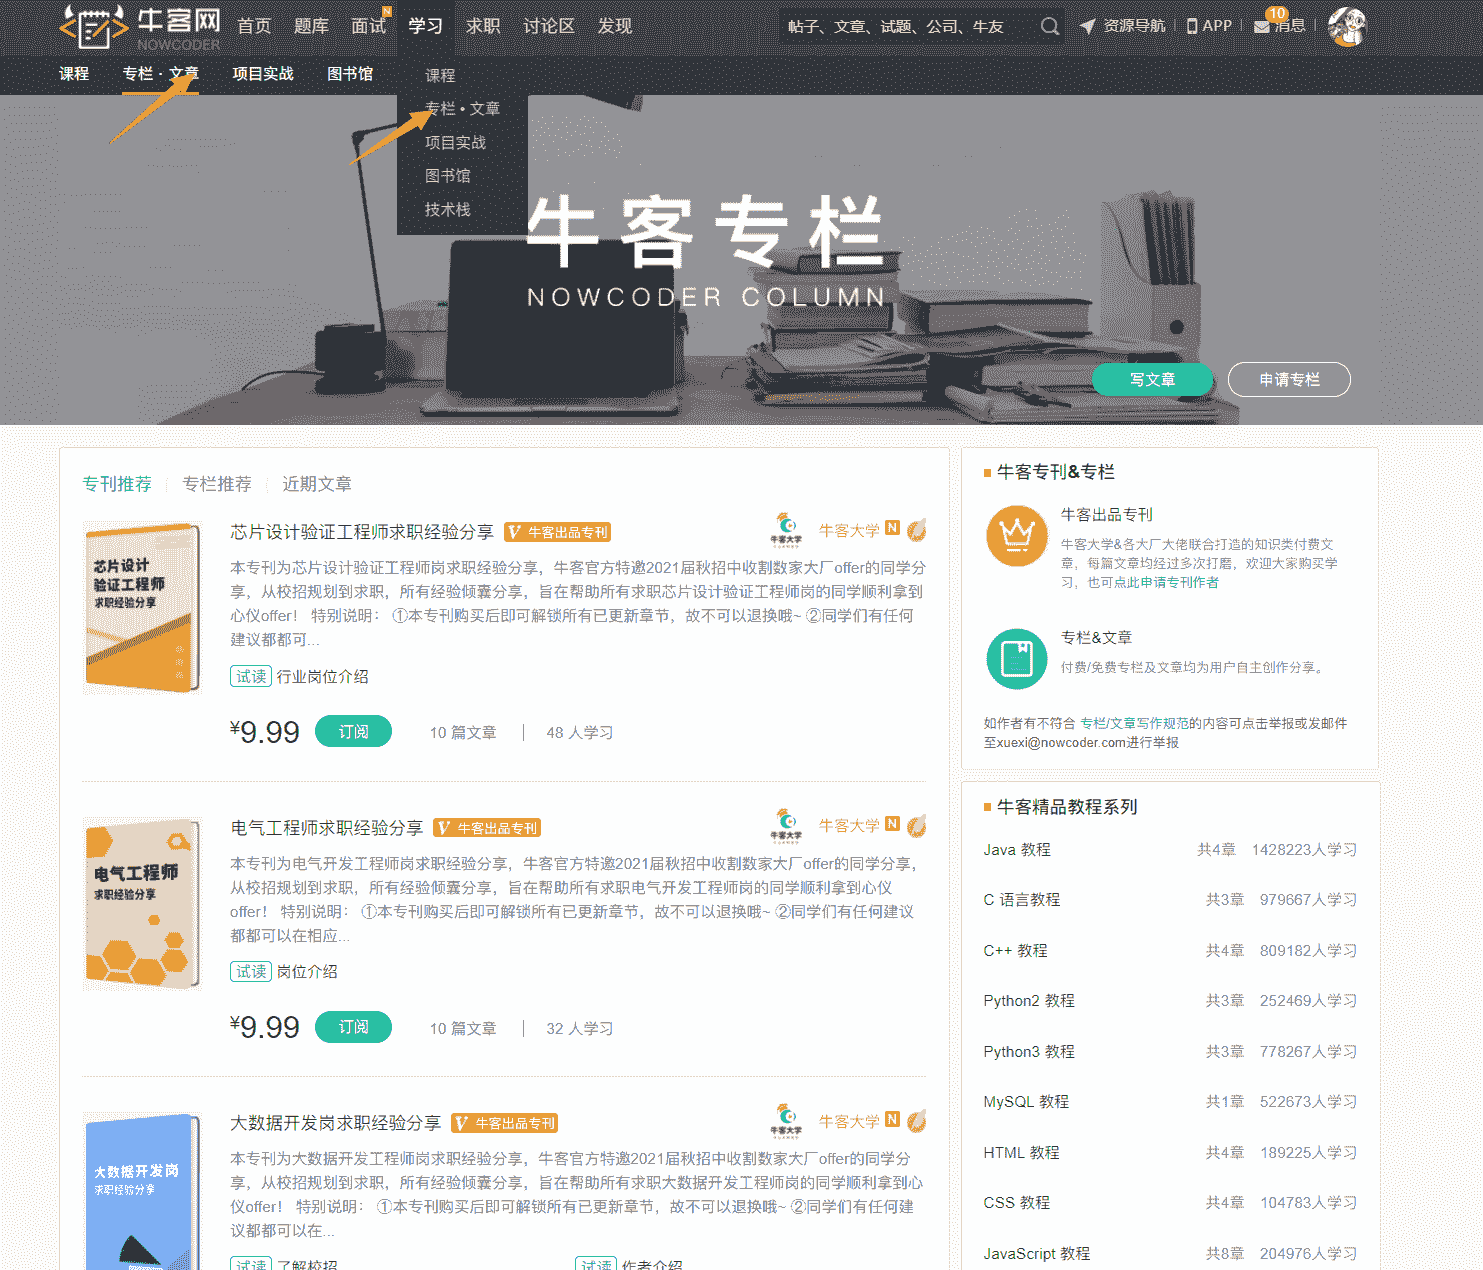 牛客网
NOWCODER
首页 题库 面试 N 学习 求职 讨论区 发现
帖子、文章、试题、公司、牛友
资源导航 APP 消息 10
课程 专栏 · 文章 项目实战 图书馆
课程
专栏 • 文章
项目实战
图书馆
技术栈
牛客专栏
NOWCODER COLUMN
写文章 申请专栏
专刊推荐 专栏推荐 近期文章
芯片设计
验证工程师
求职经验分享
芯片设计验证工程师求职经验分享 V 牛客出品专刊
牛客大学 牛客大学 N
本专刊为芯片设计验证工程师岗求职经验分享，牛客官方特邀2021届秋招中收割数家大厂offer的同学分
享，从校招规划到求职，所有经验倾囊分享，旨在帮助所有求职芯片设计验证工程师岗的同学顺利拿到
心仪offer！ 特别说明： ①本专刊购买后即可解锁所有已更新章节，故不可以退换哦~ ②同学们有任何
建议都都可...
试读 行业岗位介绍
¥9.99 订阅 10 篇文章 48 人学习
电气工程师
求职经验分享
电气工程师求职经验分享 V 牛客出品专刊
牛客大学 牛客大学 N
本专刊为电气开发工程师岗求职经验分享，牛客官方特邀2021届秋招中收割数家大厂offer的同学分享，
从校招规划到求职，所有经验倾囊分享，旨在帮助所有求职电气开发工程师岗的同学顺利拿到心仪
offer！ 特别说明： ①本专刊购买后即可解锁所有已更新章节，故不可以退换哦~ ②同学们有任何建议
都都可以在相应...
试读 岗位介绍
¥9.99 订阅 10 篇文章 32 人学习
大数据开发岗
求职经验分享
大数据开发岗求职经验分享 V 牛客出品专刊
牛客大学 牛客大学 N
本专刊为大数据开发工程师岗求职经验分享，牛客官方特邀2021届秋招中收割数家大厂offer的同学分
享，从校招规划到求职，所有经验倾囊分享，旨在帮助所有求职大数据开发工程师岗的同学顺利拿到心
仪offer！ 特别说明： ①本专刊购买后即可解锁所有已更新章节，故不可以退换哦~ ②同学们有任何建
议都都可以在...
试读 了解校招 试读 作者介绍
牛客专刊&专栏
牛客出品专刊
牛客大学&各大厂大佬联合打造的知识类付费文
章，每篇文章均经过多次打磨，欢迎大家购买学
习，也可点此申请专刊作者
专栏&文章
付费/免费专栏及文章均为用户自主创作分享。
如作者有不符合 专栏/文章写作规范的内容可点击举报或发邮件
至xuexi@nowcoder.com进行举报
牛客精品教程系列
Java 教程 共4章 1428223人学习
C 语言教程 共3章 979667人学习
C++ 教程 共4章 809182人学习
Python2 教程 共3章 252469人学习
Python3 教程 共3章 778267人学习
MySQL 教程 共1章 522673人学习
HTML 教程 共4章 189225人学习
CSS 教程 共4章 104783人学习
JavaScript 教程 共8章 204976人学习